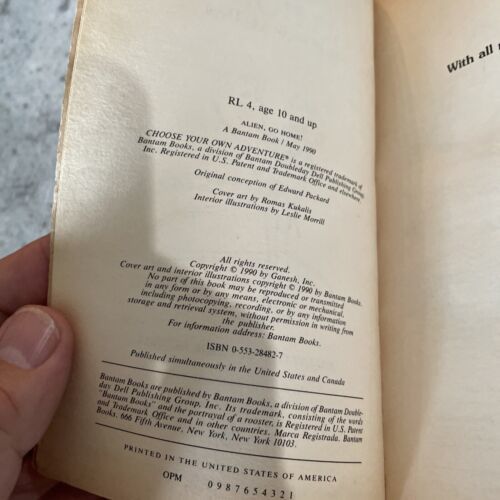 RL 4, age 10 and up
ALIEN, GO HOME!
A Bantam Book / May 1990
CHOOSE YOUR OWN ADVENTURE® is a registered trademark of
Bantam Books, a division of Bantam Doubleday Dell Publishing Group,
Inc. Registered in U.S. Patent and Trademark Office and elsewhere.
Original conception of Edward Packard
Cover art by Romas Kukalis
Interior illustrations by Leslie Morrill
All rights reserved.
Copyright © 1990 by Ganesh, Inc.
Cover art and interior illustrations copyright © 1990 by Bantam Books.
No part of this book may be reproduced or transmitted
in any form or by any means, electronic or mechanical,
including photocopying, recording, or by any information
storage and retrieval system, without permission in writing from
the publisher.
For information address: Bantam Books.
ISBN 0-553-28482-7
Published simultaneously in the United States and Canada
Bantam Books are published by Bantam Books, a division of Bantam Double-
day Dell Publishing Group, Inc. Its trademark, consisting of the words
"Bantam Books" and the portrayal of a rooster, is Registered in U.S. Patent
and Trademark Office and in other countries. Marca Registrada. Bantam
Books, 666 Fifth Avenue, New York, New York 10103.
PRINTED IN THE UNITED STATES OF AMERICA
OPM 0 9 8 7 6 5 4 3 2 1
With all